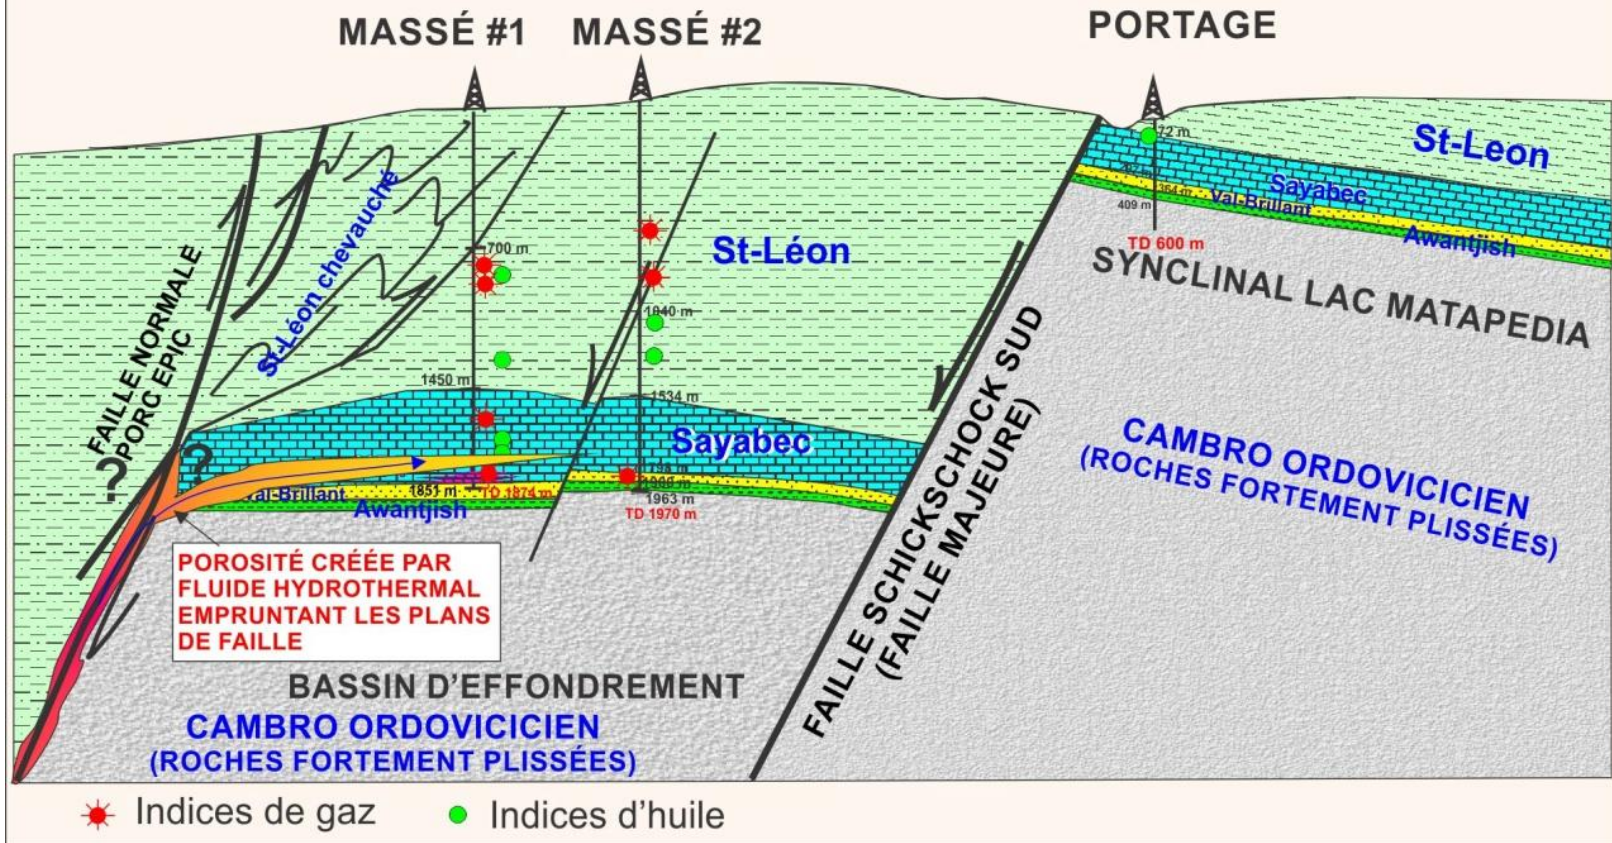 MASSÉ #1
MASSÉ #2
PORTAGE
72 m
St-Leon
Sayabec
364 m
Val-Brillant
409 m
Awantjish
TD 600 m
SYNCLINAL LAC MATAPEDIA
St-Léon chevauché
700 m
St-Léon
FAILLE NORMALE
PORC EPIC
1040 m
1450 m
1534 m
Sayabec
?
?
Val-Brillant
1851 m
TD 1874 m
1963 m
Awantjish
TD 1970 m
POROSITÉ CRÉÉE PAR
FLUIDE HYDROTHERMAL
EMPRUNTANT LES PLANS
DE FAILLE
FAILLE SCHICKSCHOCK SUD
(FAILLE MAJEURE)
CAMBRO ORDOVICICIEN
(ROCHES FORTEMENT PLISSÉES)
BASSIN D'EFFONDREMENT
CAMBRO ORDOVICICIEN
(ROCHES FORTEMENT PLISSÉES)
Indices de gaz
Indices d'huile